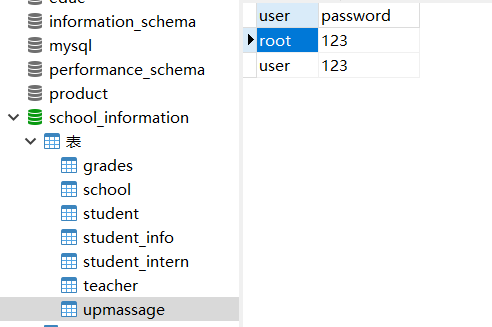 educ
information_schema
mysql
performance_schema
product
school_information
表
grades
school
student
student_info
student_intern
teacher
upmassage
user password
root 123
user 123